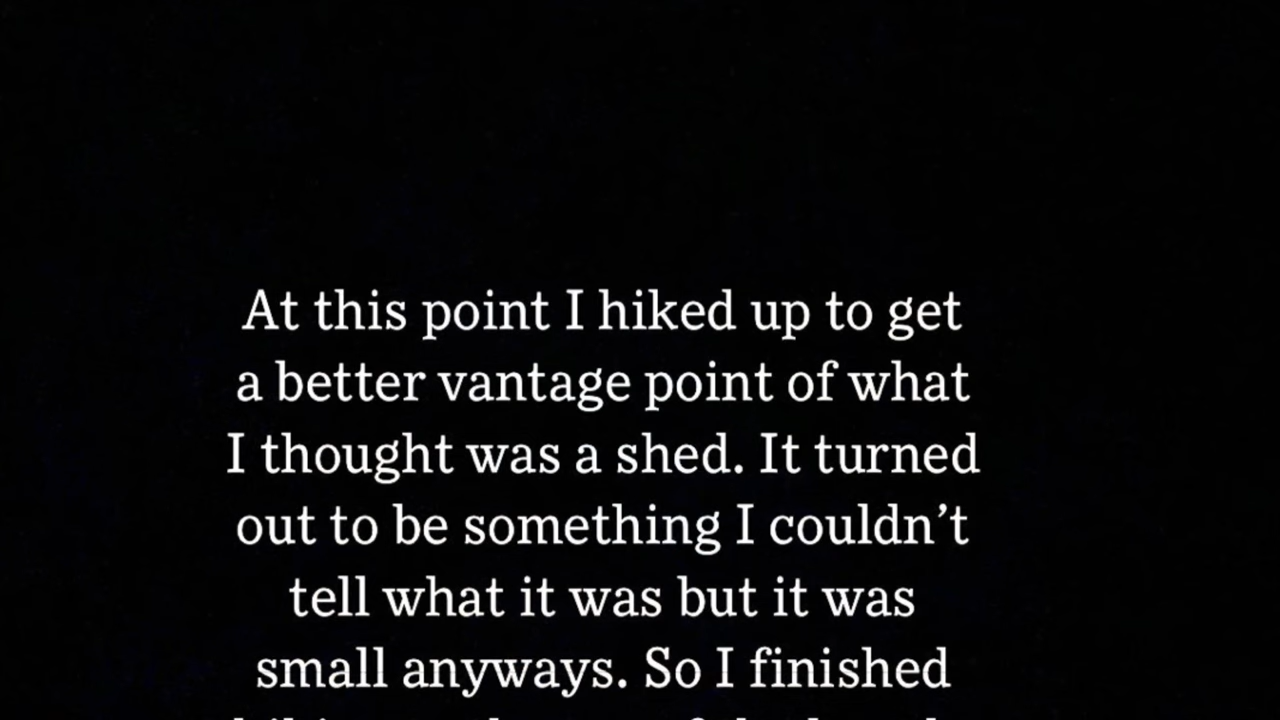 At this point I hiked up to get
a better vantage point of what
I thought was a shed. It turned
out to be something I couldn’t
tell what it was but it was
small anyways. So I finished